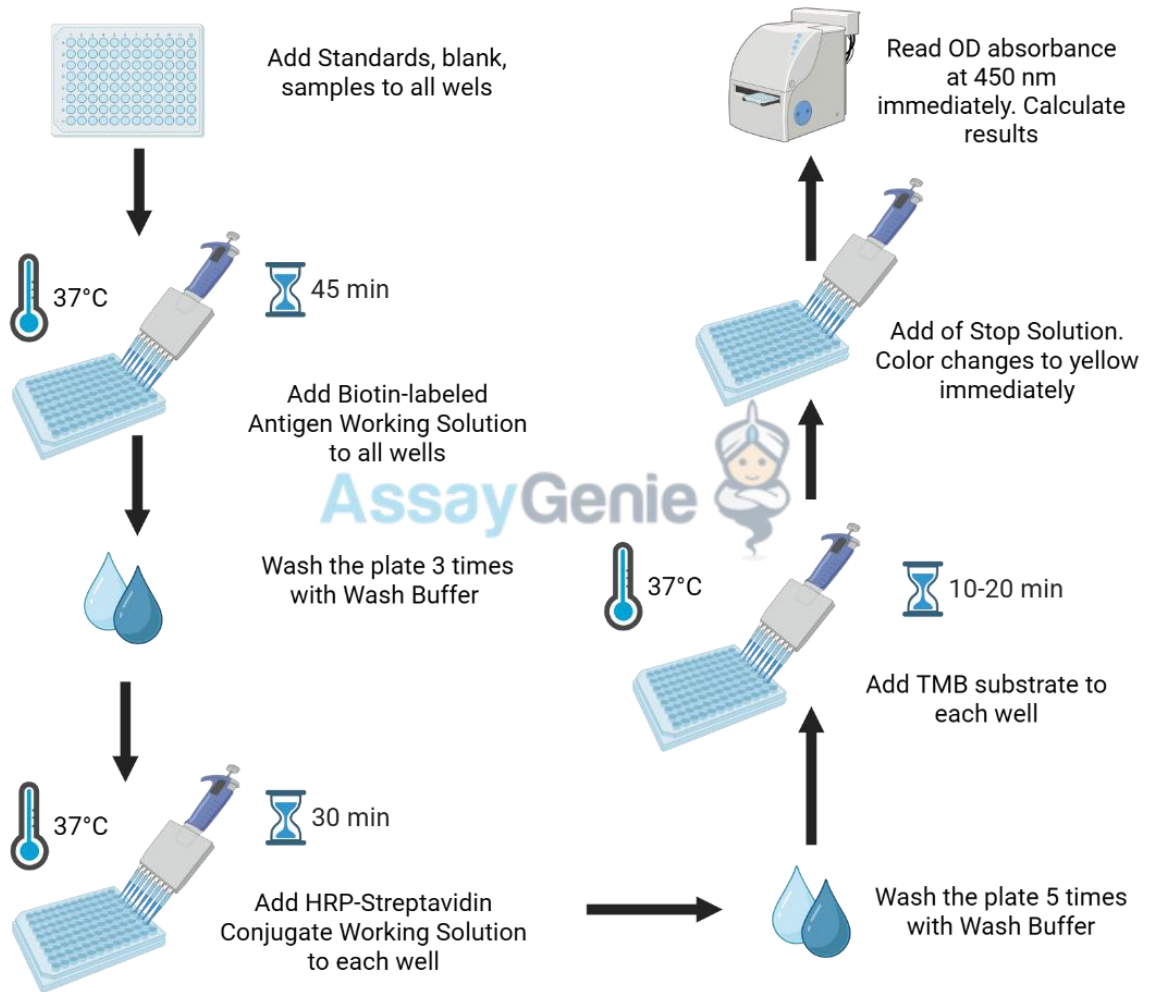 Add Standards, blank,
samples to all wels
37°C
45 min
Add Biotin-labeled
Antigen Working Solution
to all wells
Wash the plate 3 times
with Wash Buffer
37°C
30 min
Add HRP-Streptavidin
Conjugate Working Solution
to each well
Wash the plate 5 times
with Wash Buffer
37°C
10-20 min
Add TMB substrate to
each well
Add of Stop Solution.
Color changes to yellow
immediately
Read OD absorbance
at 450 nm
immediately. Calculate
results
AssayGenie